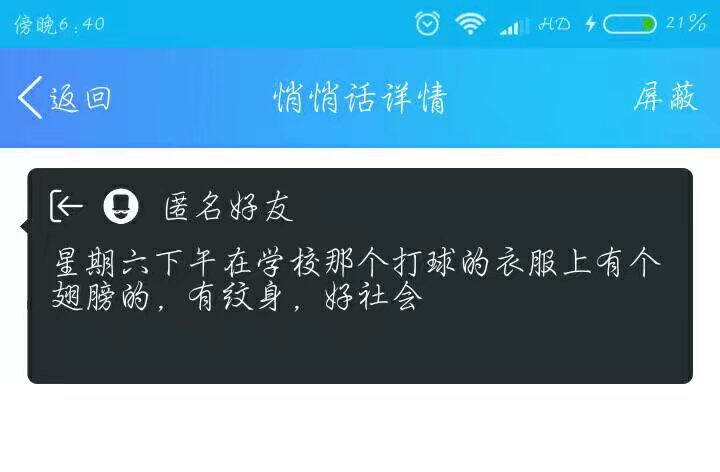 傍晚6:40 HD 21%
返回 悄悄话详情 屏蔽
匿名好友
星期六下午在学校那个打球的衣服上有个
翅膀的，有纹身，好社会